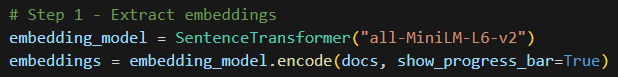 # Step 1 - Extract embeddings
embedding_model = SentenceTransformer("all-MiniLM-L6-v2")
embeddings = embedding_model.encode(docs, show_progress_bar=True)